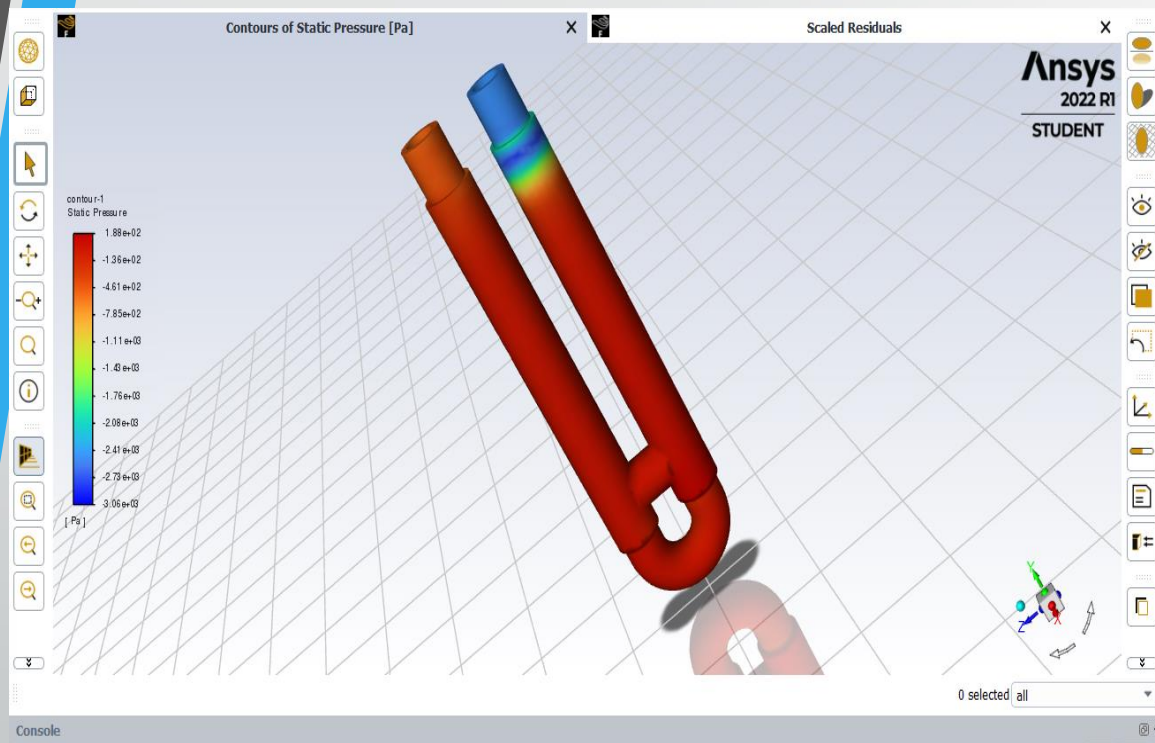 Contours of Static Pressure [Pa]
X
Scaled Residuals
X
Ansys
2022 R1
STUDENT
contour-1
Static Pressure
1.88e+02
-1.36e+02
-4.61e+02
-7.85e+02
-1.11e+03
-1.43e+03
-1.76e+03
-2.08e+03
-2.41e+03
-2.73e+03
-3.06e+03
[ Pa ]
Y
Z
X
0 selected all
Console